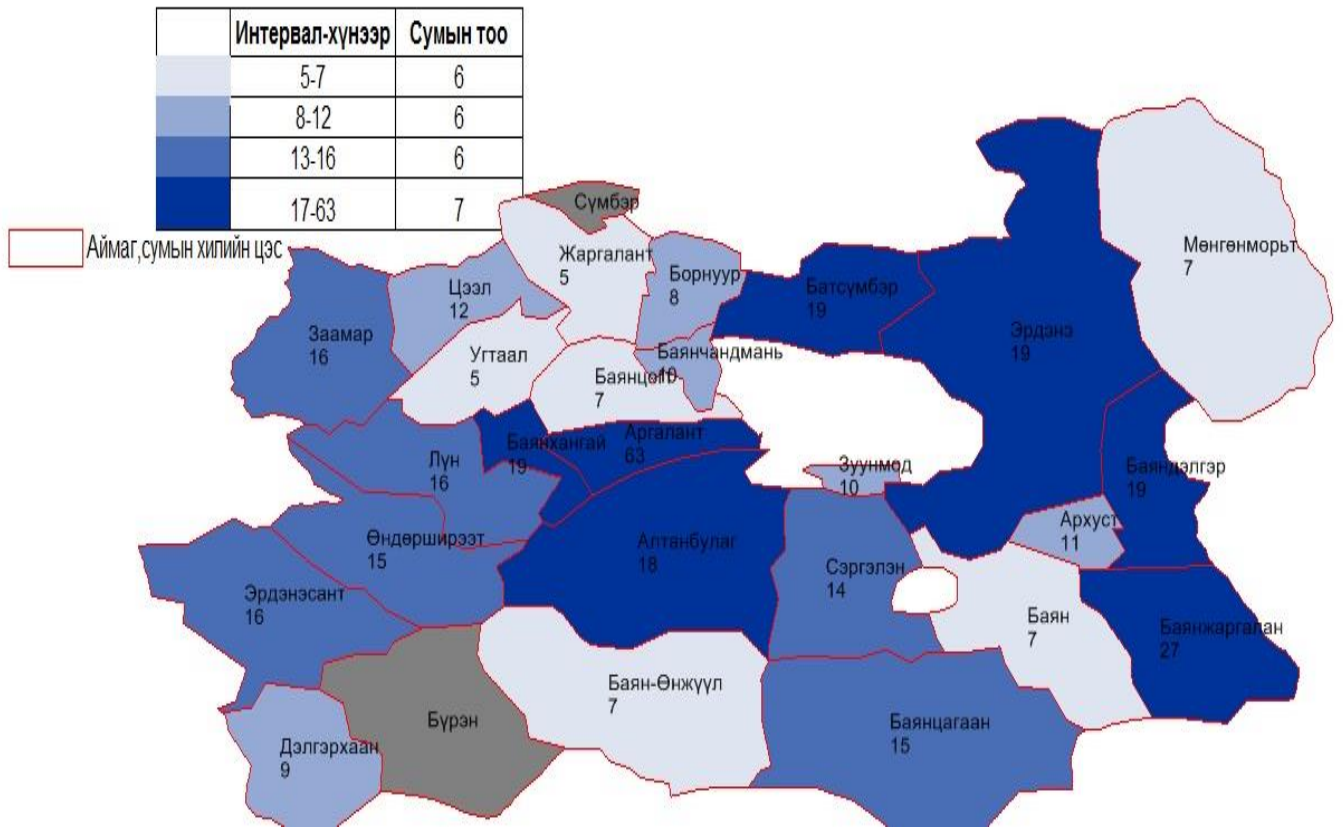 Интервал-хүнээр Сумын тоо
5-7 6
8-12 6
13-16 6
17-63 7
Аймаг,сумын хилийн цэс
Сүмбэр
Жаргалант
5
Борнуур
8
Цээл
12
Батсүмбэр
19
Мөнгөнморьт
7
Заамар
16
Эрдэнэ
19
Угтаал
5
Баянчандмань
10
Баянцогт
7
Баянхангай
19
Аргалант
63
Лүн
16
Зуунмод
10
Баяндэлгэр
19
Архуст
11
Өндөрширээт
15
Алтанбулаг
18
Сэргэлэн
14
Эрдэнэсант
16
Баян
7
Баянжаргалан
27
Баян-Өнжүүл
7
Бүрэн
Баянцагаан
15
Дэлгэрхаан
9